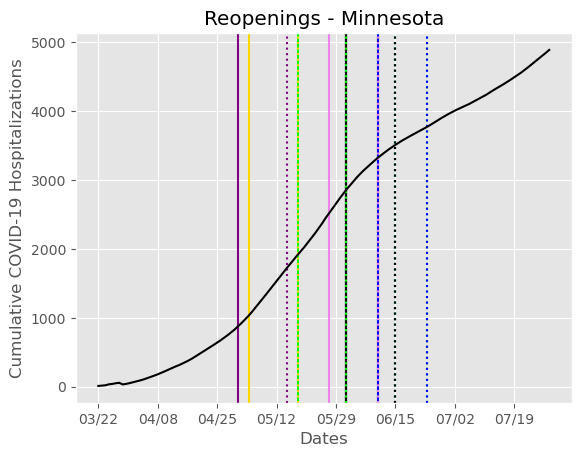 Reopenings - Minnesota
Cumulative COVID-19 Hospitalizations
5000
4000
3000
2000
1000
0
03/22 04/08 04/25 05/12 05/29 06/15 07/02 07/19
Dates